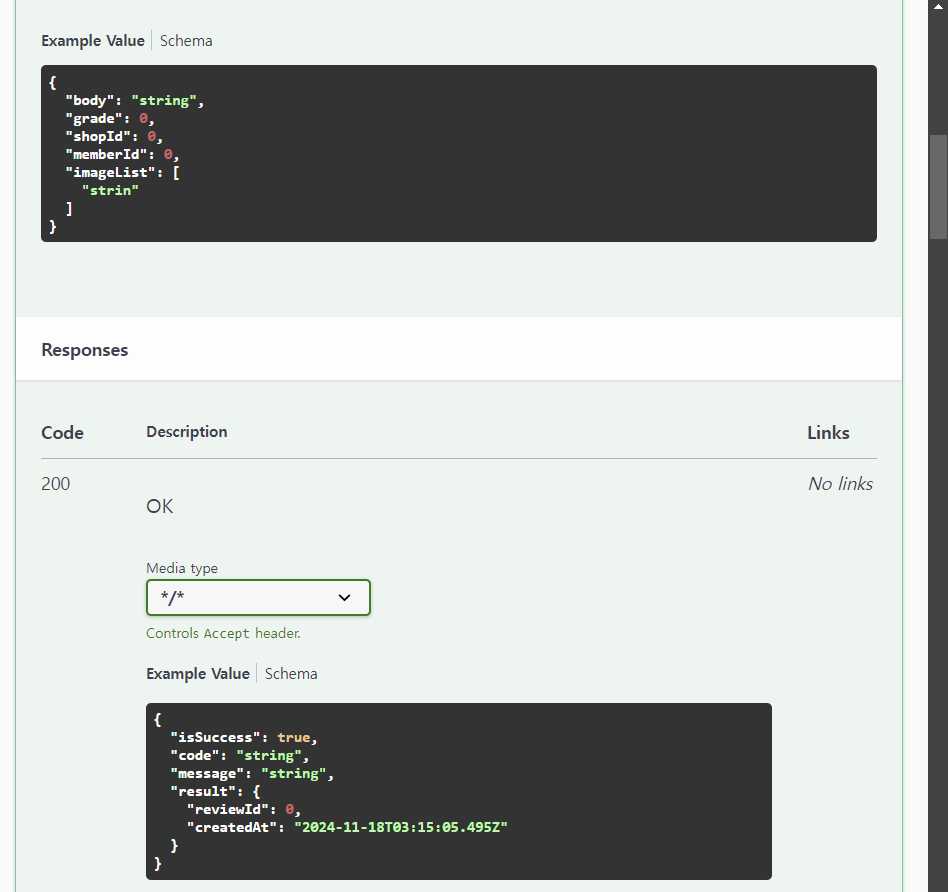 Example Value Schema
{
  "body": "string",
  "grade": 0,
  "shopId": 0,
  "memberId": 0,
  "imageList": [
    "strin"
  ]
}
Responses
Code Description Links
200 OK No links
Media type
*/*
Controls Accept header.
Example Value Schema
{
  "isSuccess": true,
  "code": "string",
  "message": "string",
  "result": {
    "reviewId": 0,
    "createdAt": "2024-11-18T03:15:05.495Z"
  }
}